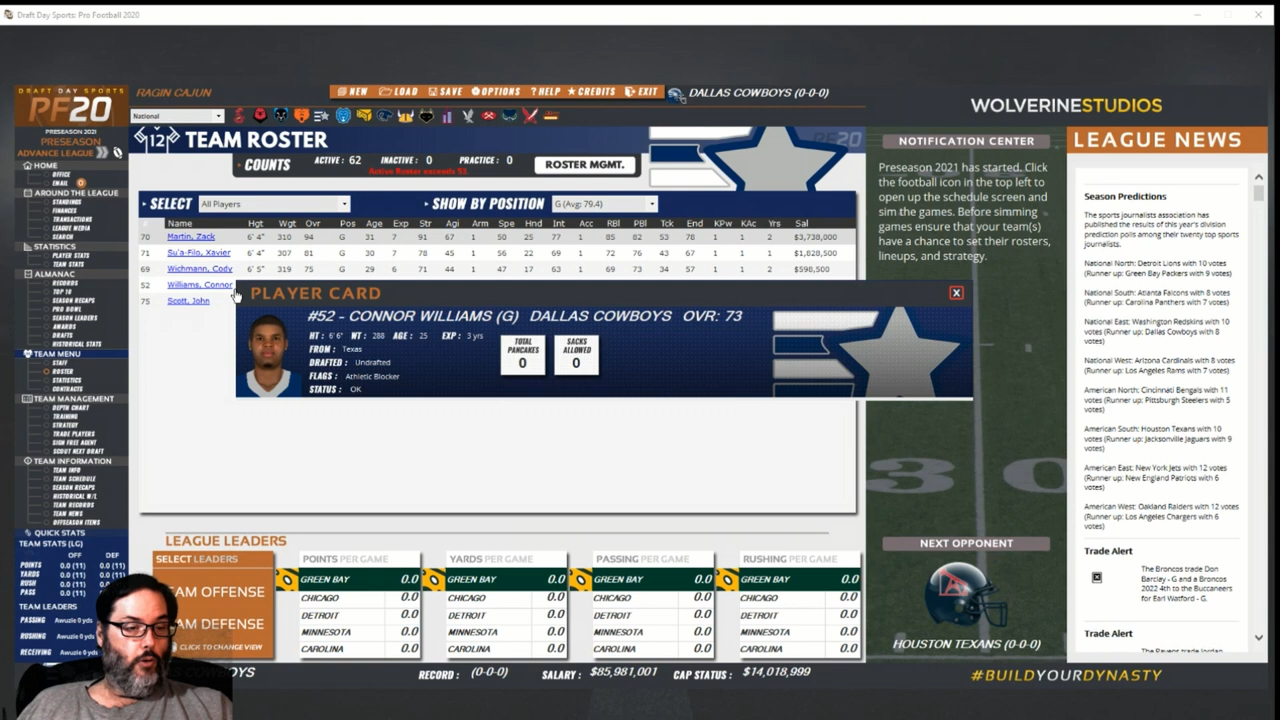 Draft Day Sports: Pro Football 2020
DRAFT DAY SPORTS
PF20
RAGIN CAJUN
NEW LOAD SAVE OPTIONS ? HELP CREDITS EXIT
DALLAS COWBOYS (0-0-0)
WOLVERINESTUDIOS
PRESEASON 2021
PRESEASON
ADVANCE LEAGUE
HOME
OFFICE
EMAIL 0
AROUND THE LEAGUE
STANDINGS
FINANCES
TRANSACTIONS
LEAGUE MEDIA
SEARCH
STATISTICS
PLAYER STATS
TEAM STATS
ALMANAC
RECORDS
TOP 10
SEASON RECAPS
PRO BOWL
SEASON LEADERS
AWARDS
DRAFTS
HISTORICAL STATS
TEAM MENU
STAFF
ROSTER
STATISTICS
CONTRACTS
TEAM MANAGEMENT
DEPTH CHART
TRAINING
STRATEGY
TRADE PLAYERS
SIGN FREE AGENT
SCOUT NEXT DRAFT
TEAM INFORMATION
TEAM INFO
TEAM SCHEDULE
SEASON RECAPS
HISTORICAL W/L
TEAM RECORDS
TEAM NEWS
OFFSEASON ITEMS
QUICK STATS
TEAM STATS (LG)
OFF DEF
POINTS 0.0 (11) 0.0 (11)
YARDS 0.0 (11) 0.0 (11)
RUSH 0.0 (11) 0.0 (11)
PASS 0.0 (11) 0.0 (11)
TEAM LEADERS
PASSING Awuzie 0 yds
RUSHING Awuzie 0 yds
RECEIVING Awuzie 0 yds
National
12 TEAM ROSTER
COUNTS ACTIVE : 62 INACTIVE : 0 PRACTICE : 0 ROSTER MGMT.
Active Roster exceeds 53
SELECT All Players SHOW BY POSITION G (Avg: 79.4)
Name Hgt Wgt Ovr Pos Age Exp Str Agi Arm Spe Hnd Int Acc RBl PBl Tck End KPw KAc Yrs Sal
70 Martin, Zack 6' 4" 310 94 G 31 7 91 67 1 50 25 77 1 85 82 53 78 1 1 2 $3,738,000
71 Su'a-Filo, Xavier 6' 4" 307 81 G 30 7 78 45 1 56 22 69 1 72 76 43 67 1 1 2 $1,828,500
69 Wichmann, Cody 6' 5" 319 75 G 29 6 71 44 1 47 17 63 1 69 73 34 57 1 1 2 $598,500
52 Williams, Connor
75 Scott, John
PLAYER CARD
#52 - CONNOR WILLIAMS (G) DALLAS COWBOYS OVR: 73
HT : 6' 6" WT : 288 AGE : 25 EXP : 3 yrs
FROM : Texas
DRAFTED : Undrafted
FLAGS : Athletic Blocker
STATUS : OK
TOTAL PANCAKES
0
SACKS ALLOWED
0
LEAGUE LEADERS
SELECT LEADERS
EAM OFFENSE
AM DEFENSE
CLICK TO CHANGE VIEW
POINTS PER GAME
GREEN BAY 0.0
CHICAGO 0.0
DETROIT 0.0
MINNESOTA 0.0
CAROLINA 0.0
YARDS PER GAME
GREEN BAY 0.0
CHICAGO 0.0
DETROIT 0.0
MINNESOTA 0.0
CAROLINA 0.0
PASSING PER GAME
GREEN BAY 0.0
CHICAGO 0.0
DETROIT 0.0
MINNESOTA 0.0
CAROLINA 0.0
RUSHING PER GAME
GREEN BAY 0.0
CHICAGO 0.0
DETROIT 0.0
MINNESOTA 0.0
CAROLINA 0.0
WBOYS RECORD : (0-0-0) SALARY : $85,981,001 CAP STATUS : $14,018,999
NOTIFICATION CENTER
Preseason 2021 has started. Click
the football icon in the top left to
open up the schedule screen and
sim the games. Before simming
games ensure that your team(s)
have a chance to set their rosters,
lineups, and strategy.
NEXT OPPONENT
HOUSTON TEXANS (0-0-0)
LEAGUE NEWS
Season Predictions
The sports journalists association has
published the results of this year's division
prediction polls among their twenty top sports
journalists.
National North: Detroit Lions with 10 votes
(Runner up: Green Bay Packers with 9 votes)
National South: Atlanta Falcons with 8 votes
(Runner up: Carolina Panthers with 7 votes)
National East: Washington Redskins with 10
votes (Runner up: Dallas Cowboys with 8
votes)
National West: Arizona Cardinals with 8 votes
(Runner up: Los Angeles Rams with 7 votes)
American North: Cincinnati Bengals with 11
votes (Runner up: Pittsburgh Steelers with 5
votes)
American South: Houston Texans with 10
votes (Runner up: Jacksonville Jaguars with 9
votes)
American East: New York Jets with 12 votes
(Runner up: New England Patriots with 6
votes)
American West: Oakland Raiders with 12 votes
(Runner up: Los Angeles Chargers with 6
votes)
Trade Alert
The Broncos trade Don
Barclay - G and a Broncos
2022 4th to the Buccaneers
for Earl Watford - G.
Trade Alert
The Ravens trade Jordan
#BUILDYOURDYNASTY